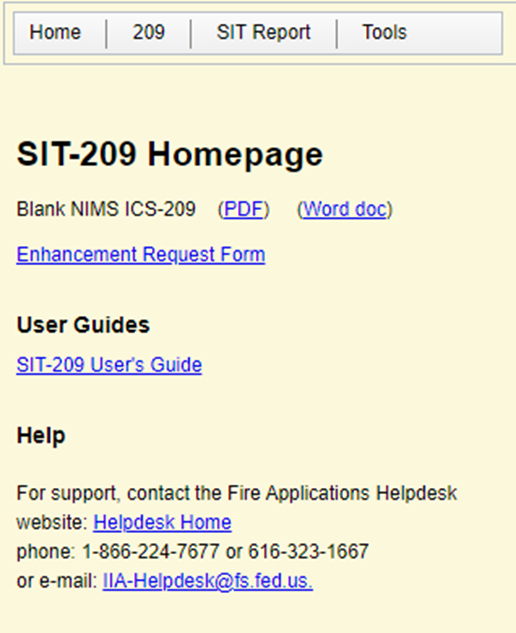 Home 209 SIT Report Tools
SIT-209 Homepage
Blank NIMS ICS-209 (PDF) (Word doc)
Enhancement Request Form
User Guides
SIT-209 User's Guide
Help
For support, contact the Fire Applications Helpdesk
website: Helpdesk Home
phone: 1-866-224-7677 or 616-323-1667
or e-mail: IIA-Helpdesk@fs.fed.us.